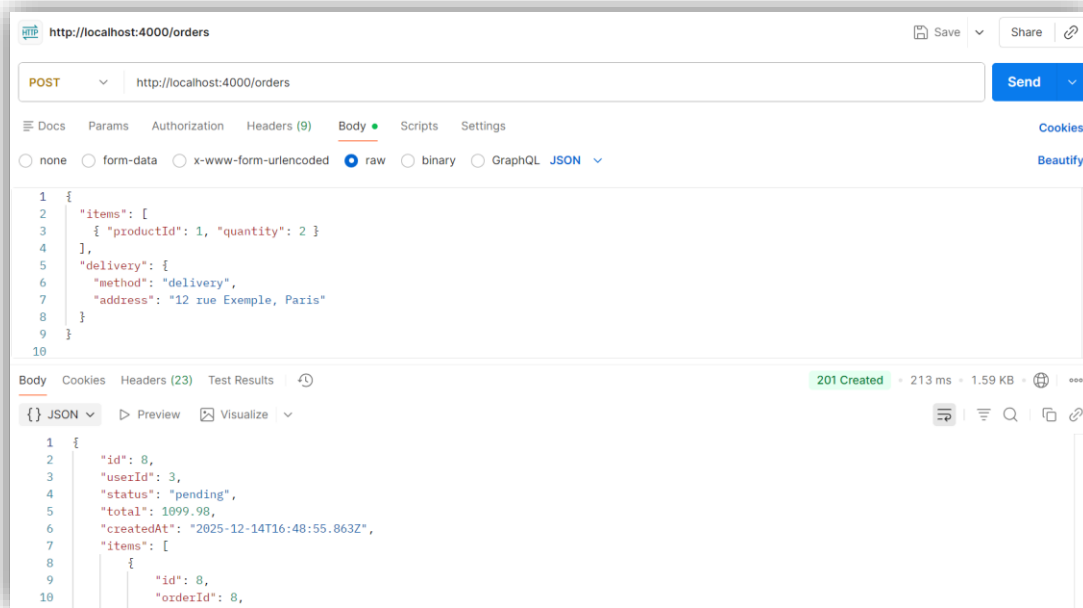 HTTP http://localhost:4000/orders Save Share
POST http://localhost:4000/orders Send
Docs Params Authorization Headers (9) Body Scripts Settings Cookies
none form-data x-www-form-urlencoded raw binary GraphQL JSON Beautify
1 {
2 "items": [
3 { "productId": 1, "quantity": 2 }
4 ],
5 "delivery": {
6 "method": "delivery",
7 "address": "12 rue Exemple, Paris"
8 }
9 }
10
Body Cookies Headers (23) Test Results 201 Created 213 ms 1.59 KB
{} JSON Preview Visualize
1 {
2 "id": 8,
3 "userId": 3,
4 "status": "pending",
5 "total": 1099.98,
6 "createdAt": "2025-12-14T16:48:55.863Z",
7 "items": [
8 {
9 "id": 8,
10 "orderId": 8,